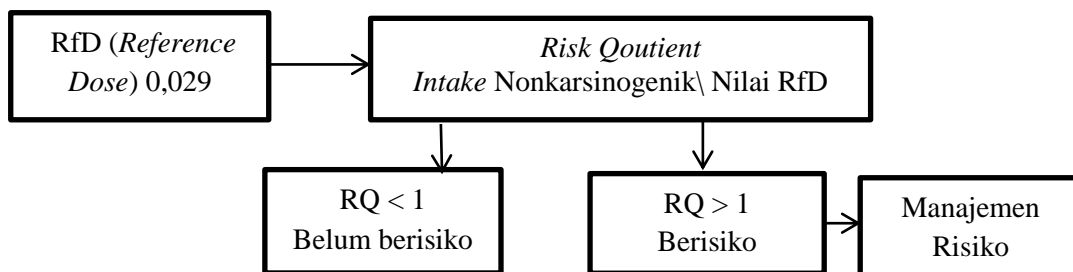 RfD (Reference
Dose) 0,029
Risk Qoutient
Intake Nonkarsinogenik\ Nilai RfD
RQ < 1
Belum berisiko
RQ > 1
Berisiko
Manajemen
Risiko